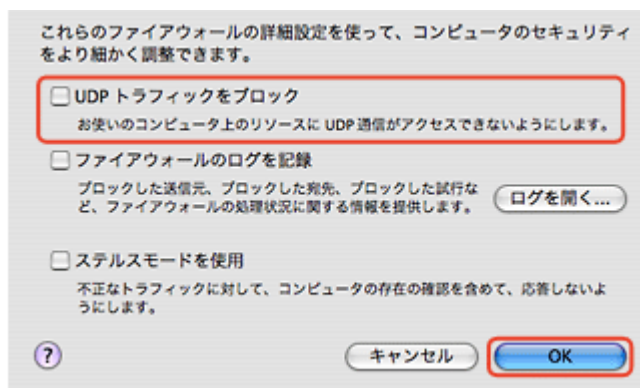 これらのファイアウォールの詳細設定を使って、コンピュータのセキュリティ
をより細かく調整できます。
UDP トラフィックをブロック
お使いのコンピュータ上のリソースに UDP 通信がアクセスできないようにします。
ファイアウォールのログを記録
ブロックした送信元、ブロックした宛先、ブロックした試行な
ど、ファイアウォールの処理状況に関する情報を提供します。
ログを開く...
ステルスモードを使用
不正なトラフィックに対して、コンピュータの存在の確認を含めて、応答しないよ
うにします。
?
キャンセル
OK